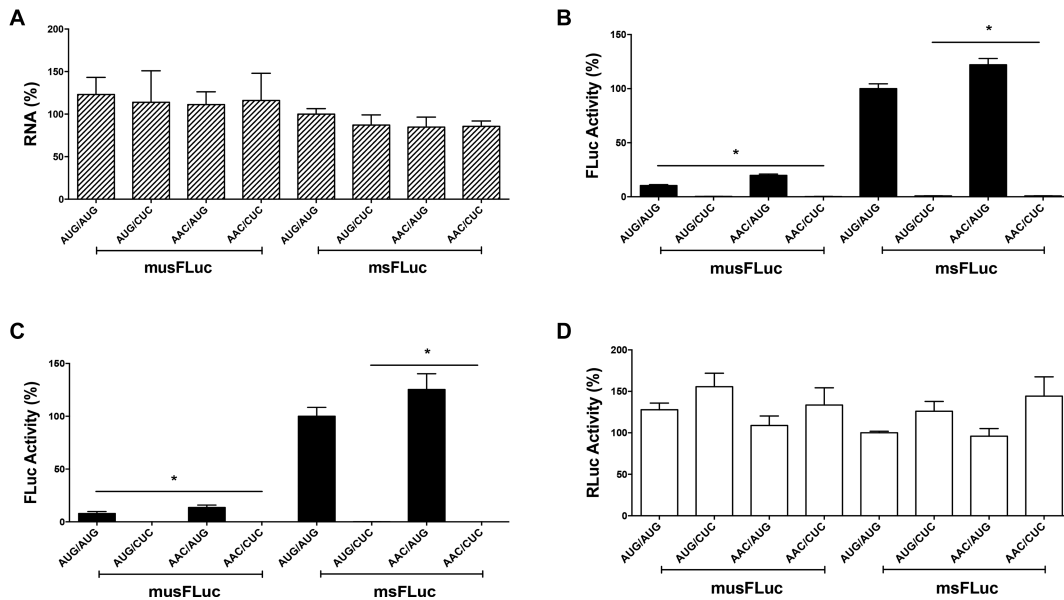 A
RNA (%)
150
200
150
100
50
0
AUG/AUG
AUG/CUC
AAC/AUG
AAC/CUC
AUG/AUG
AUG/CUC
AAC/AUG
AAC/CUC
musFLuc
msFLuc
B
FLuc Activity (%)
150
100
50
0
*
*
AUG/AUG
AUG/CUC
AAC/AUG
AAC/CUC
AUG/AUG
AUG/CUC
AAC/AUG
AAC/CUC
musFLuc
msFLuc
C
FLuc Activity (%)
150
100
50
0
*
*
AUG/AUG
AUG/CUC
AAC/AUG
AAC/CUC
AUG/AUG
AUG/CUC
AAC/AUG
AAC/CUC
musFLuc
msFLuc
D
RLuc Activity (%)
200
150
100
50
0
AUG/AUG
AUG/CUC
AAC/AUG
AAC/CUC
AUG/AUG
AUG/CUC
AAC/AUG
AAC/CUC
musFLuc
msFLuc